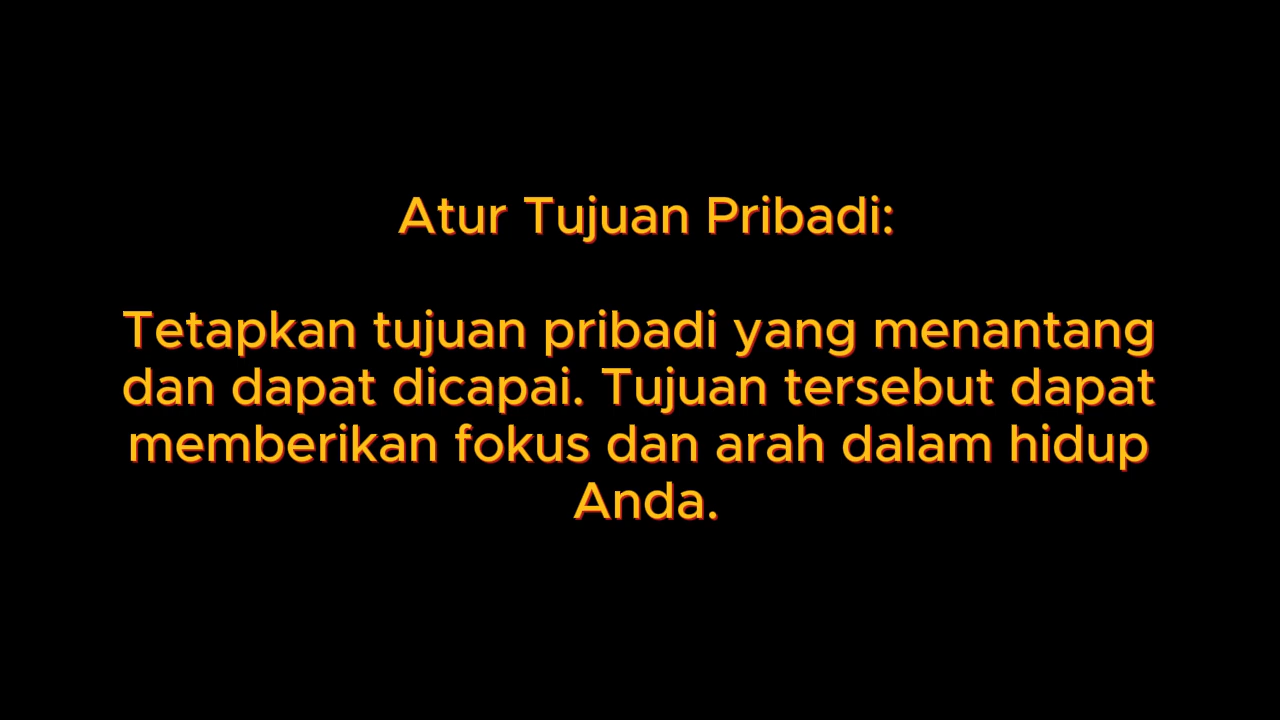 Atur Tujuan Pribadi:
Tetapkan tujuan pribadi yang menantang
dan dapat dicapai. Tujuan tersebut dapat
memberikan fokus dan arah dalam hidup
Anda.